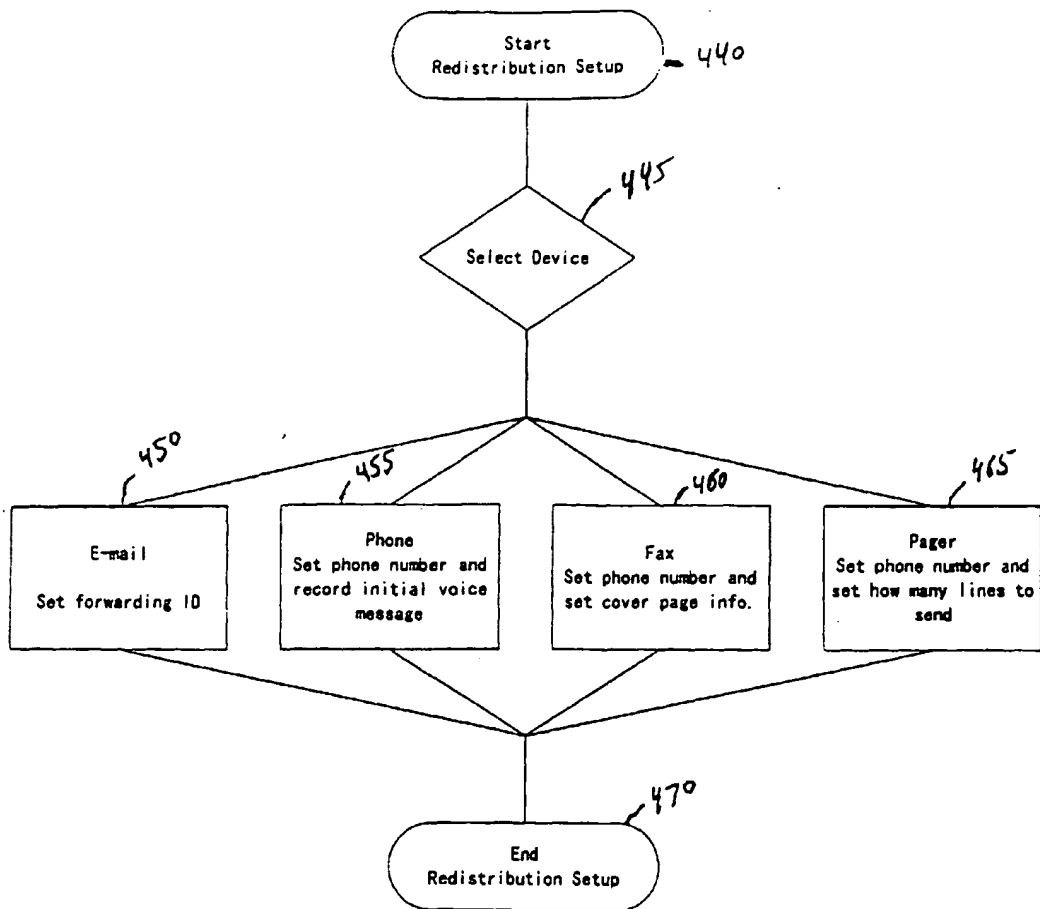 Start
Redistribution Setup
440
445
Select Device
450
455
460
465
E-mail
Set forwarding ID
Phone
Set phone number and
record initial voice
message
Fax
Set phone number and
set cover page info.
Pager
Set phone number and
set how many lines to
send
470
End
Redistribution Setup